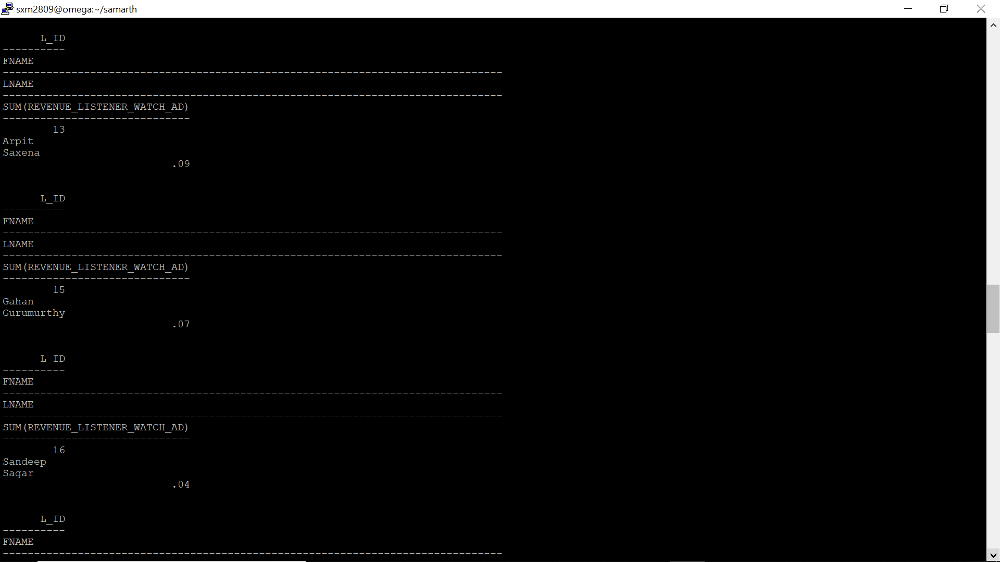 sxm2809@omega:~/samarth
L_ID
----------
FNAME
--------------------------------------------------------------------------------
LNAME
--------------------------------------------------------------------------------
SUM(REVENUE_LISTENER_WATCH_AD)
------------------------------
13
Arpit
Saxena
.09
L_ID
----------
FNAME
--------------------------------------------------------------------------------
LNAME
--------------------------------------------------------------------------------
SUM(REVENUE_LISTENER_WATCH_AD)
------------------------------
15
Gahan
Gurumurthy
.07
L_ID
----------
FNAME
--------------------------------------------------------------------------------
LNAME
--------------------------------------------------------------------------------
SUM(REVENUE_LISTENER_WATCH_AD)
------------------------------
16
Sandeep
Sagar
.04
L_ID
----------
FNAME
--------------------------------------------------------------------------------